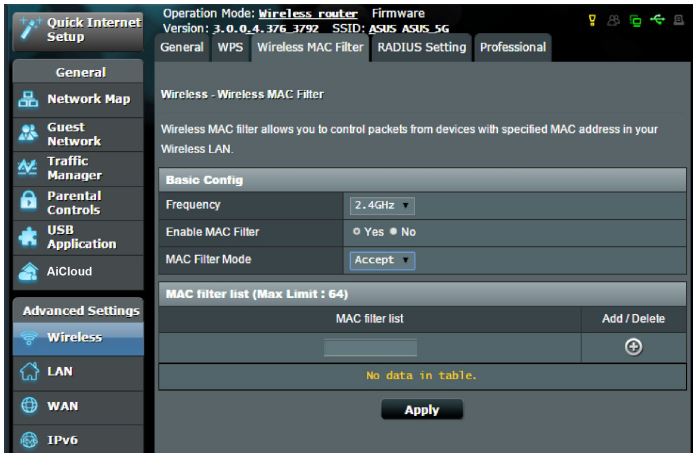 Quick Internet
Setup
Operation Mode: Wireless router Firmware
Version: 3.0.0.4.376_3792 SSID: ASUS ASUS_5G
General WPS Wireless MAC Filter RADIUS Setting Professional
General
Network Map
Guest
Network
Traffic
Manager
Parental
Controls
USB
Application
AiCloud
Advanced Settings
Wireless
LAN
WAN
IPv6
Wireless - Wireless MAC Filter
Wireless MAC filter allows you to control packets from devices with specified MAC address in your
Wireless LAN.
Basic Config
Frequency 2.4GHz
Enable MAC Filter Yes No
MAC Filter Mode Accept
MAC filter list (Max Limit : 64)
MAC filter list Add / Delete
No data in table.
Apply